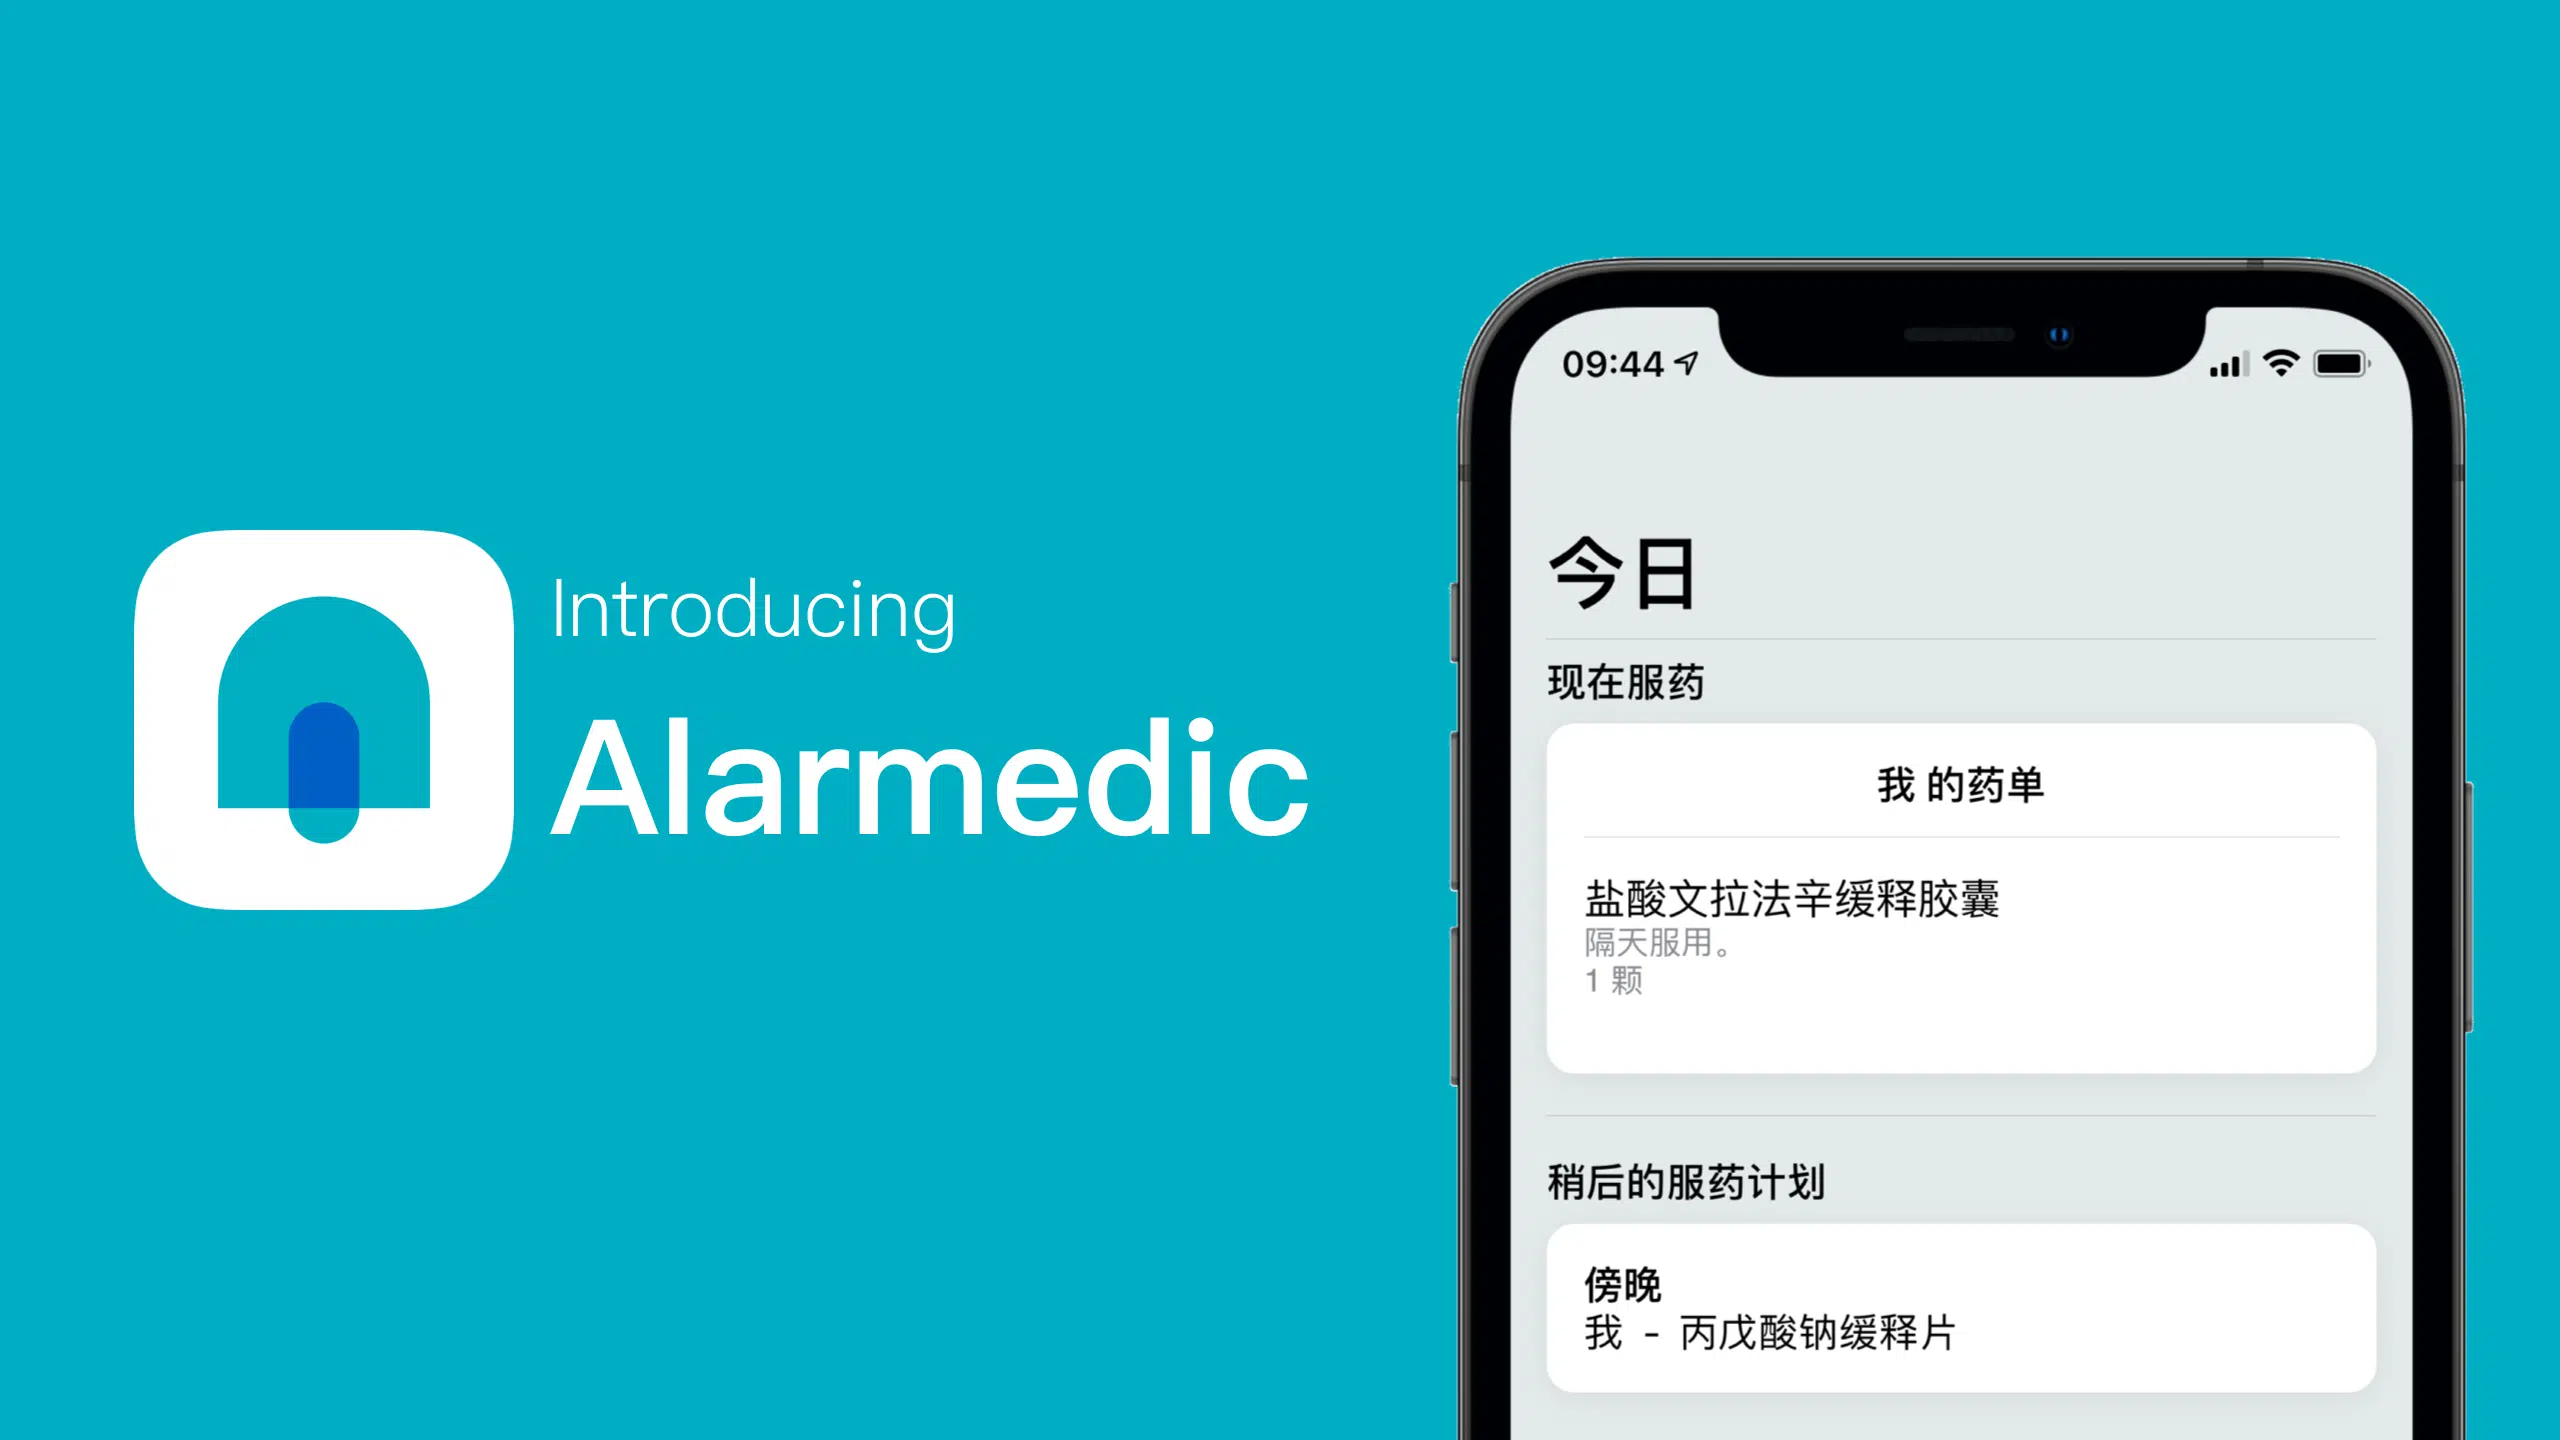 Introducing
Alarmedic
09:44
今日
现在服药
我 的药单
盐酸文拉法辛缓释胶囊
隔天服用。
1 颗
稍后的服药计划
傍晚
我 - 丙戊酸钠缓释片